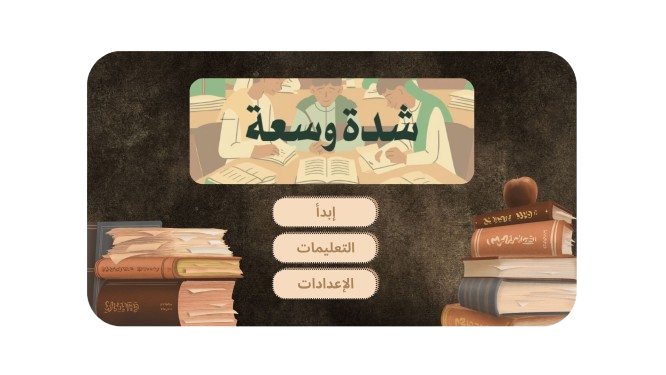 شدة وسعة
إبدأ
التعليمات
الإعدادات